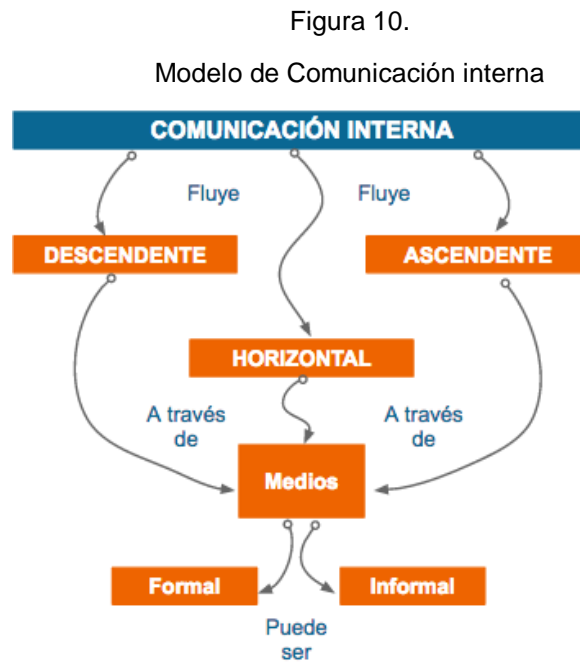 Figura 10.
Modelo de Comunicación interna
COMUNICACIÓN INTERNA
Fluye
Fluye
DESCENDENTE
ASCENDENTE
HORIZONTAL
A través
de
A través
de
Medios
Formal
Informal
Puede
ser